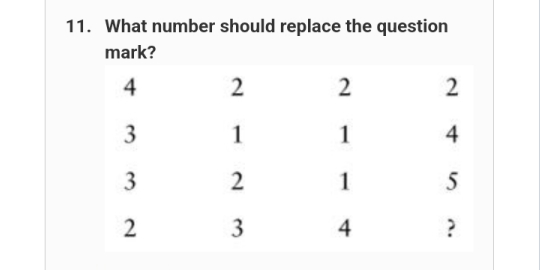 11. What number should replace the question
mark?
4 2 2 2
3 1 1 4
3 2 1 5
2 3 4 ?